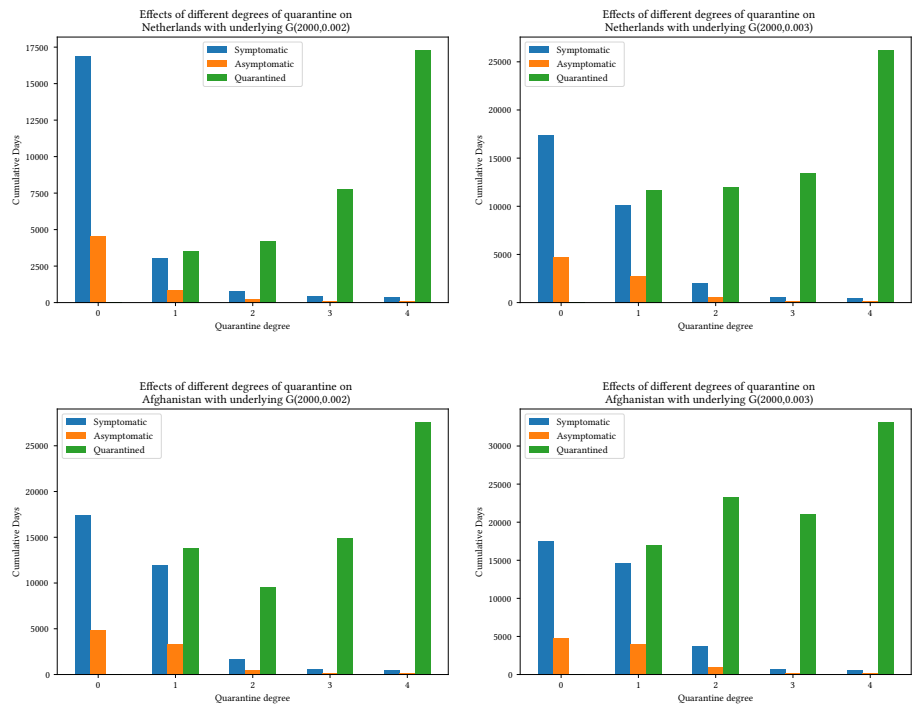 Effects of different degrees of quarantine on
Netherlands with underlying G(2000,0.002)
17500
15000
12500
10000
7500
5000
2500
0
Cumulative Days
Symptomatic
Asymptomatic
Quarantined
0 1 2 3 4
Quarantine degree
Effects of different degrees of quarantine on
Netherlands with underlying G(2000,0.003)
25000
20000
15000
10000
5000
0
Cumulative Days
Symptomatic
Asymptomatic
Quarantined
0 1 2 3 4
Quarantine degree
Effects of different degrees of quarantine on
Afghanistan with underlying G(2000,0.002)
25000
20000
15000
10000
5000
0
Cumulative Days
Symptomatic
Asymptomatic
Quarantined
0 1 2 3 4
Quarantine degree
Effects of different degrees of quarantine on
Afghanistan with underlying G(2000,0.003)
30000
25000
20000
15000
10000
5000
0
Cumulative Days
Symptomatic
Asymptomatic
Quarantined
0 1 2 3 4
Quarantine degree